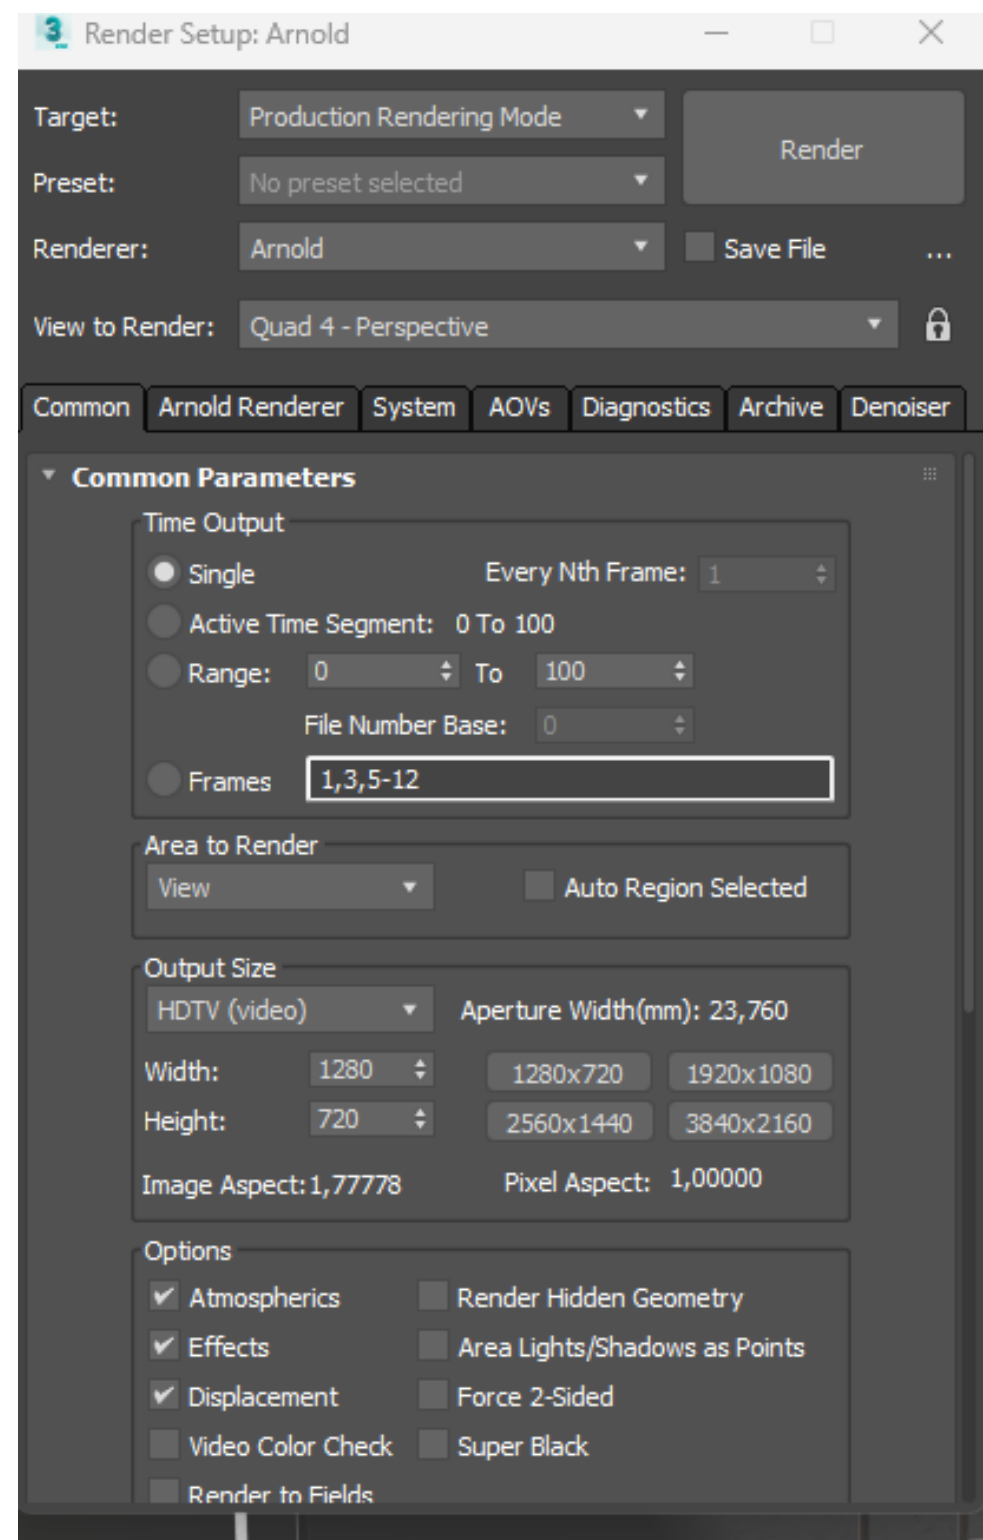 Render Setup: Arnold
Target: Production Rendering Mode
Render
Preset: No preset selected
Renderer: Arnold Save File ...
View to Render: Quad 4 - Perspective
Common Arnold Renderer System AOVs Diagnostics Archive Denoiser
Common Parameters
Time Output
Single Every Nth Frame: 1
Active Time Segment: 0 To 100
Range: 0 To 100
File Number Base: 0
Frames 1,3,5-12
Area to Render
View Auto Region Selected
Output Size
HDTV (video) Aperture Width(mm): 23,760
Width: 1280 1280x720 1920x1080
Height: 720 2560x1440 3840x2160
Image Aspect: 1,77778 Pixel Aspect: 1,00000
Options
Atmospherics Render Hidden Geometry
Effects Area Lights/Shadows as Points
Displacement Force 2-Sided
Video Color Check Super Black
Render to Fields